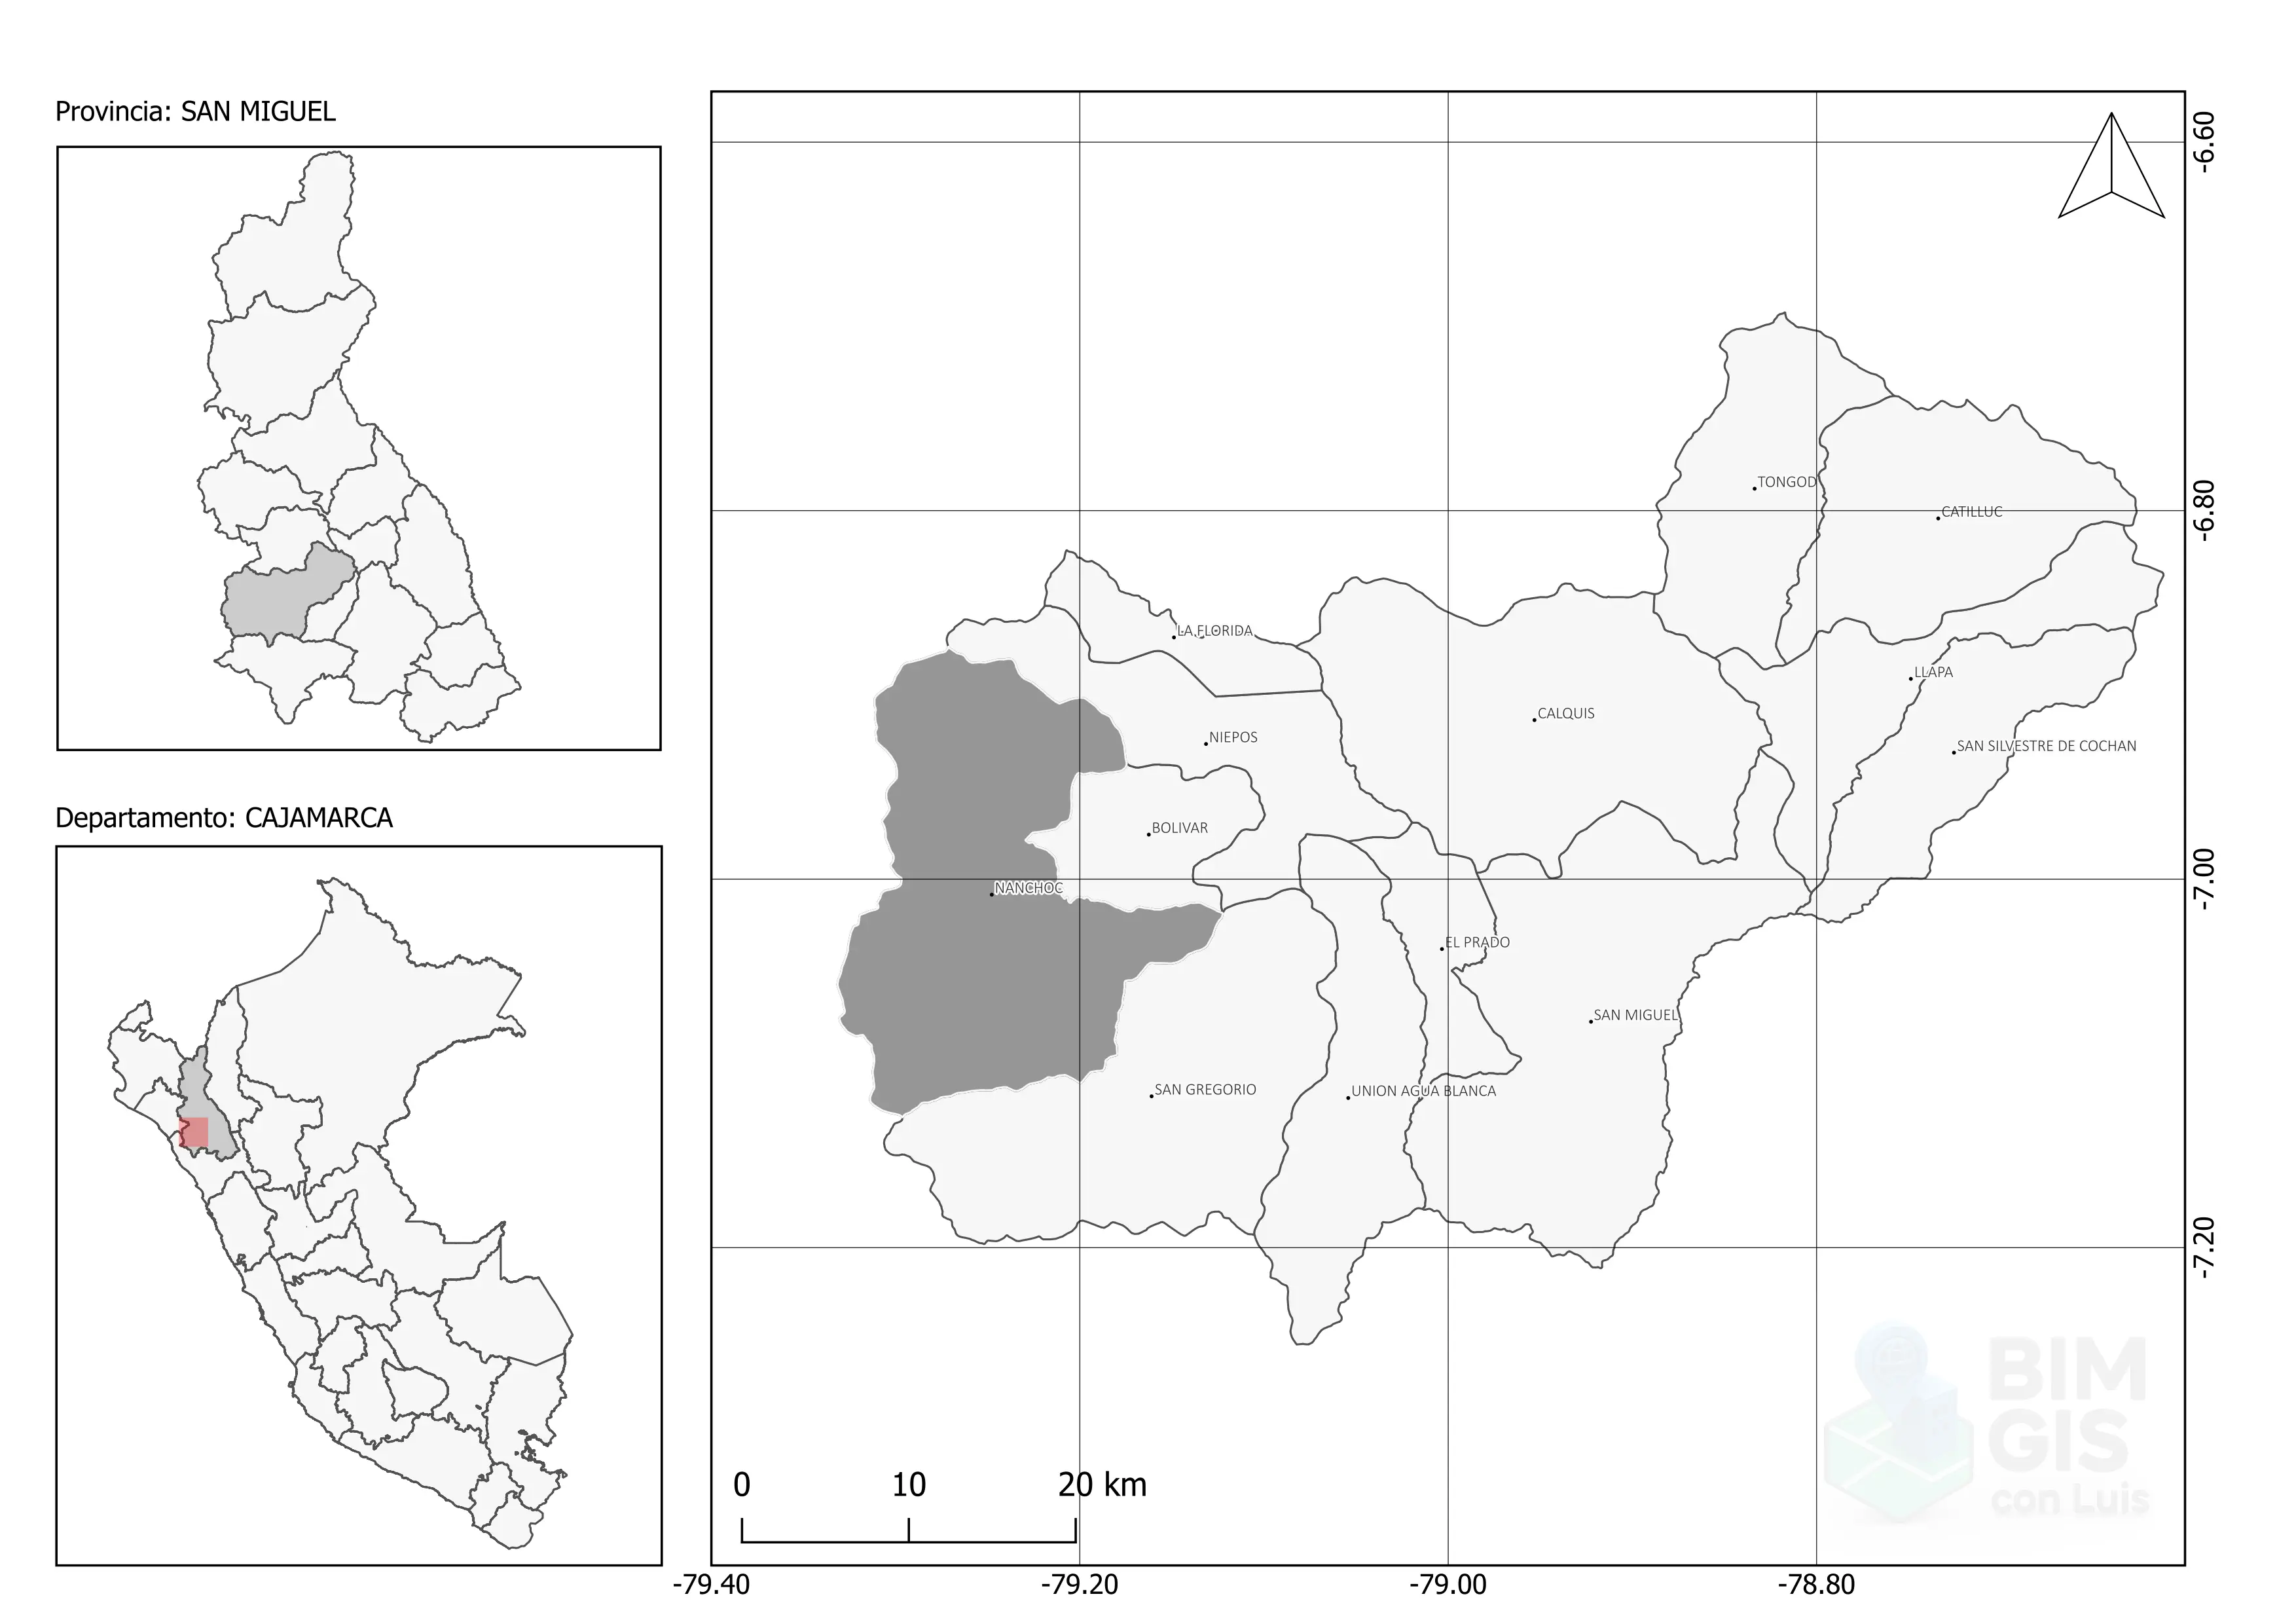 Provincia: SAN MIGUEL
Departamento: CAJAMARCA
-6.60
-6.80
-7.00
-7.20
TONGOD
CATILLUC
LA FLORIDA
LLAPA
CALQUIS
NIEPOS
SAN SILVESTRE DE COCHAN
BOLIVAR
NANCHOC
EL PRADO
SAN MIGUEL
SAN GREGORIO
UNION AGUA BLANCA
BIM
GIS
con Luis
0 10 20 km
-79.40 -79.20 -79.00 -78.80